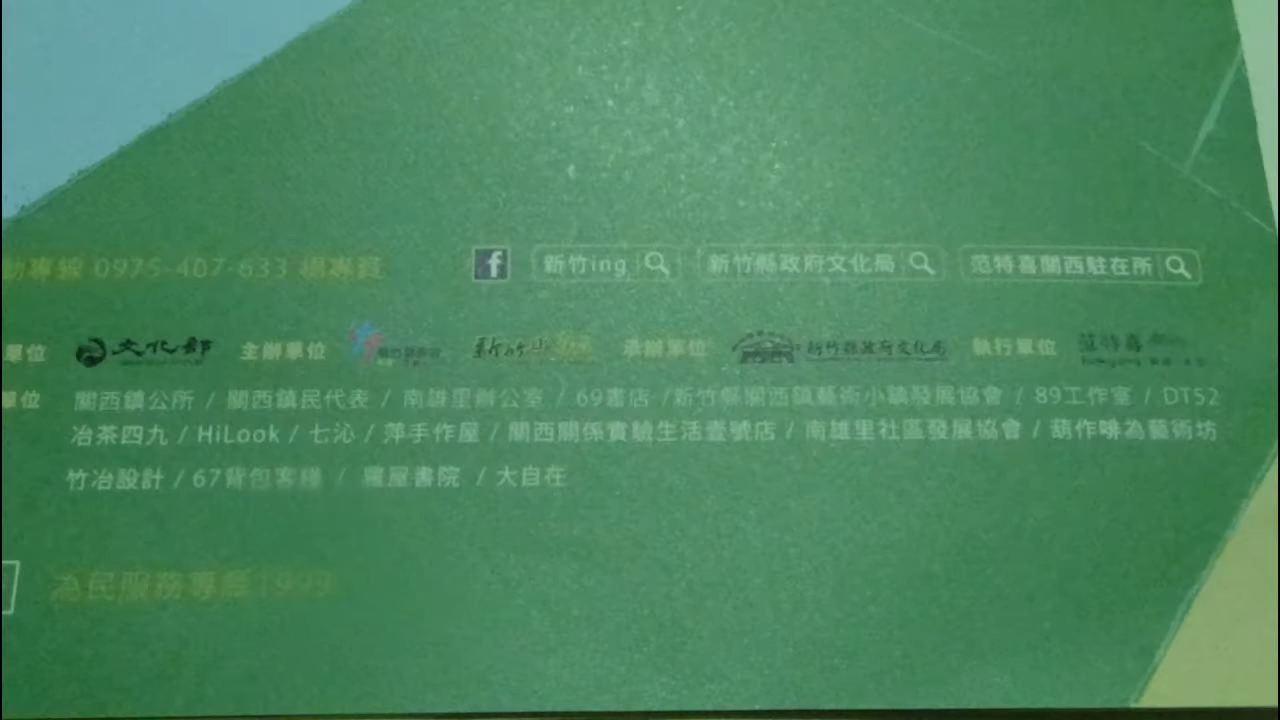 動專線 0975-407-633 楊專員 新竹ing 新竹縣政府文化局 范特喜關西駐在所
單位 文化部 主辦單位 新竹縣政府 承辦單位 新竹縣政府文化局 執行單位 范特喜
單位 關西鎮公所 / 關西鎮民代表 / 南雄里辦公室 / 69書店 /新竹縣關西鎮藝術小鎮發展協會 / 89工作室 / DT52
冶茶四九 / HiLook / 七沁 / 萍手作屋 / 關西關係實驗生活壹號店 / 南雄里社區發展協會 / 葫作啡為藝術坊
竹冶設計 / 67背包客棧 / 羅屋書院 / 大自在
為民服務專線1999